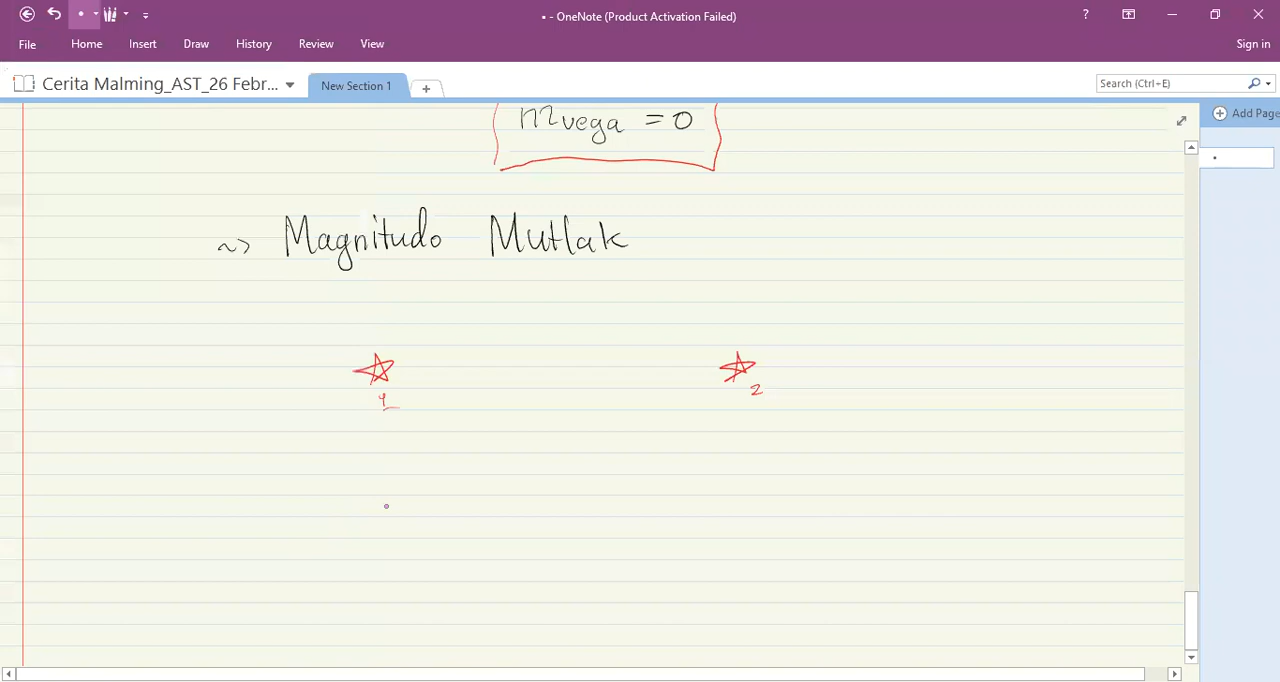 • - OneNote (Product Activation Failed)
?
File Home Insert Draw History Review View Sign in
Cerita Malming_AST_26 Febr... New Section 1 + Search (Ctrl+E)
Add Page
m vega = 0
~> Magnitudo Mutlak
1
2